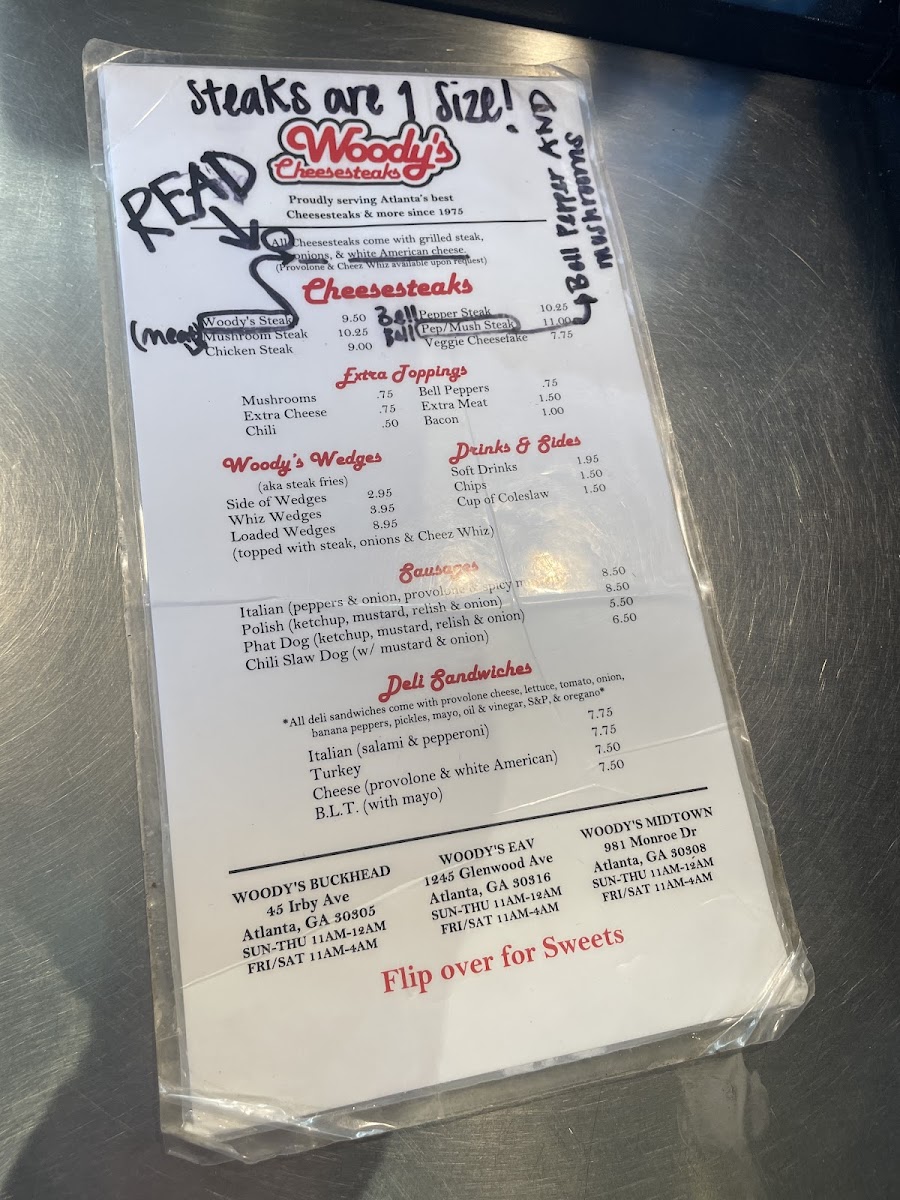 Steaks are 1 Size!
Woody's
Cheesesteaks
Proudly serving Atlanta's best
Cheesesteaks & more since 1975
READ
Bell Pepper AND
mushrooms
All Cheesesteaks come with grilled steak,
onions, & white American cheese.
(Provolone & Cheez Whiz available upon request)
Cheesesteaks
Woody's Steak 9.50
(meat)
Mushroom Steak 10.25
Chicken Steak 9.00
Bell Pepper Steak 10.25
Bell Pep/Mush Steak 11.00
Veggie Cheesefake 7.75
Extra Toppings
Mushrooms .75
Extra Cheese .75
Chili .50
Bell Peppers .75
Extra Meat 1.50
Bacon 1.00
Woody's Wedges
(aka steak fries)
Side of Wedges 2.95
Whiz Wedges 3.95
Loaded Wedges 8.95
(topped with steak, onions & Cheez Whiz)
Drinks & Sides
Soft Drinks 1.95
Chips 1.50
Cup of Coleslaw 1.50
Sausages
Italian (peppers & onion, provolone & spicy 8.50
Polish (ketchup, mustard, relish & onion) 8.50
Phat Dog (ketchup, mustard, relish & onion) 5.50
Chili Slaw Dog (w/ mustard & onion) 6.50
Deli Sandwiches
*All deli sandwiches come with provolone cheese, lettuce, tomato, onion,
banana peppers, pickles, mayo, oil & vinegar, S&P, & oregano*
Italian (salami & pepperoni) 7.75
Turkey 7.75
Cheese (provolone & white American) 7.50
B.L.T. (with mayo) 7.50
WOODY'S BUCKHEAD
45 Irby Ave
Atlanta, GA 30305
SUN-THU 11AM-12AM
FRI/SAT 11AM-4AM
WOODY'S EAV
1245 Glenwood Ave
Atlanta, GA 30316
SUN-THU 11AM-12AM
FRI/SAT 11AM-4AM
WOODY'S MIDTOWN
981 Monroe Dr
Atlanta, GA 30308
SUN-THU 11AM-12AM
FRI/SAT 11AM-4AM
Flip over for Sweets